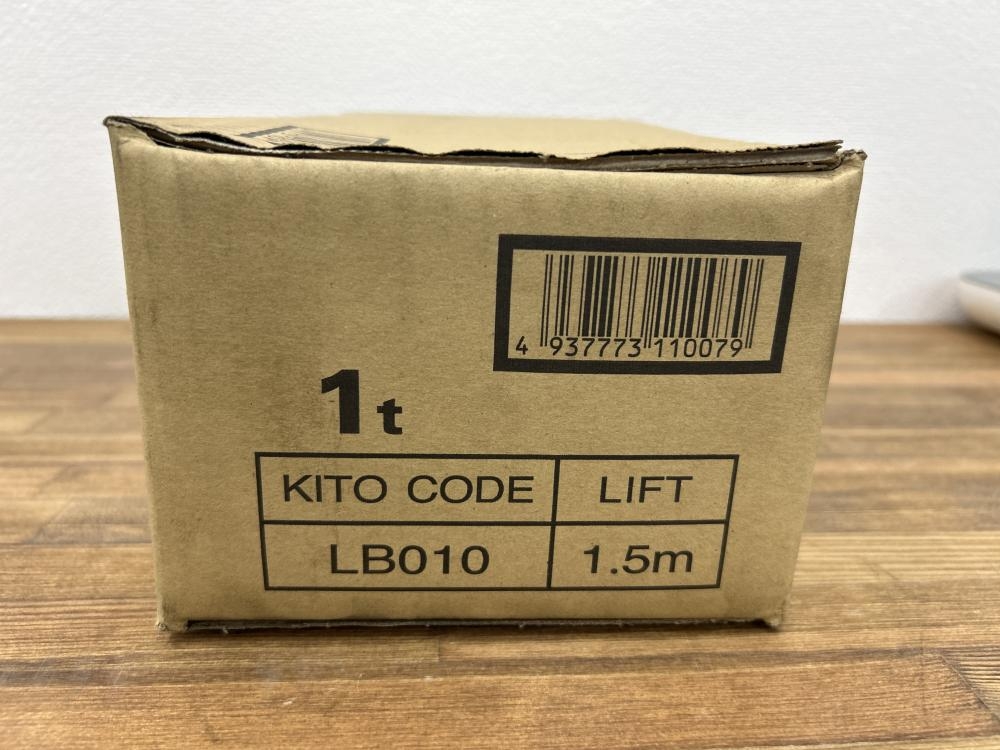 4 937773 110079
1t
KITO CODE LIFT
LB010 1.5m